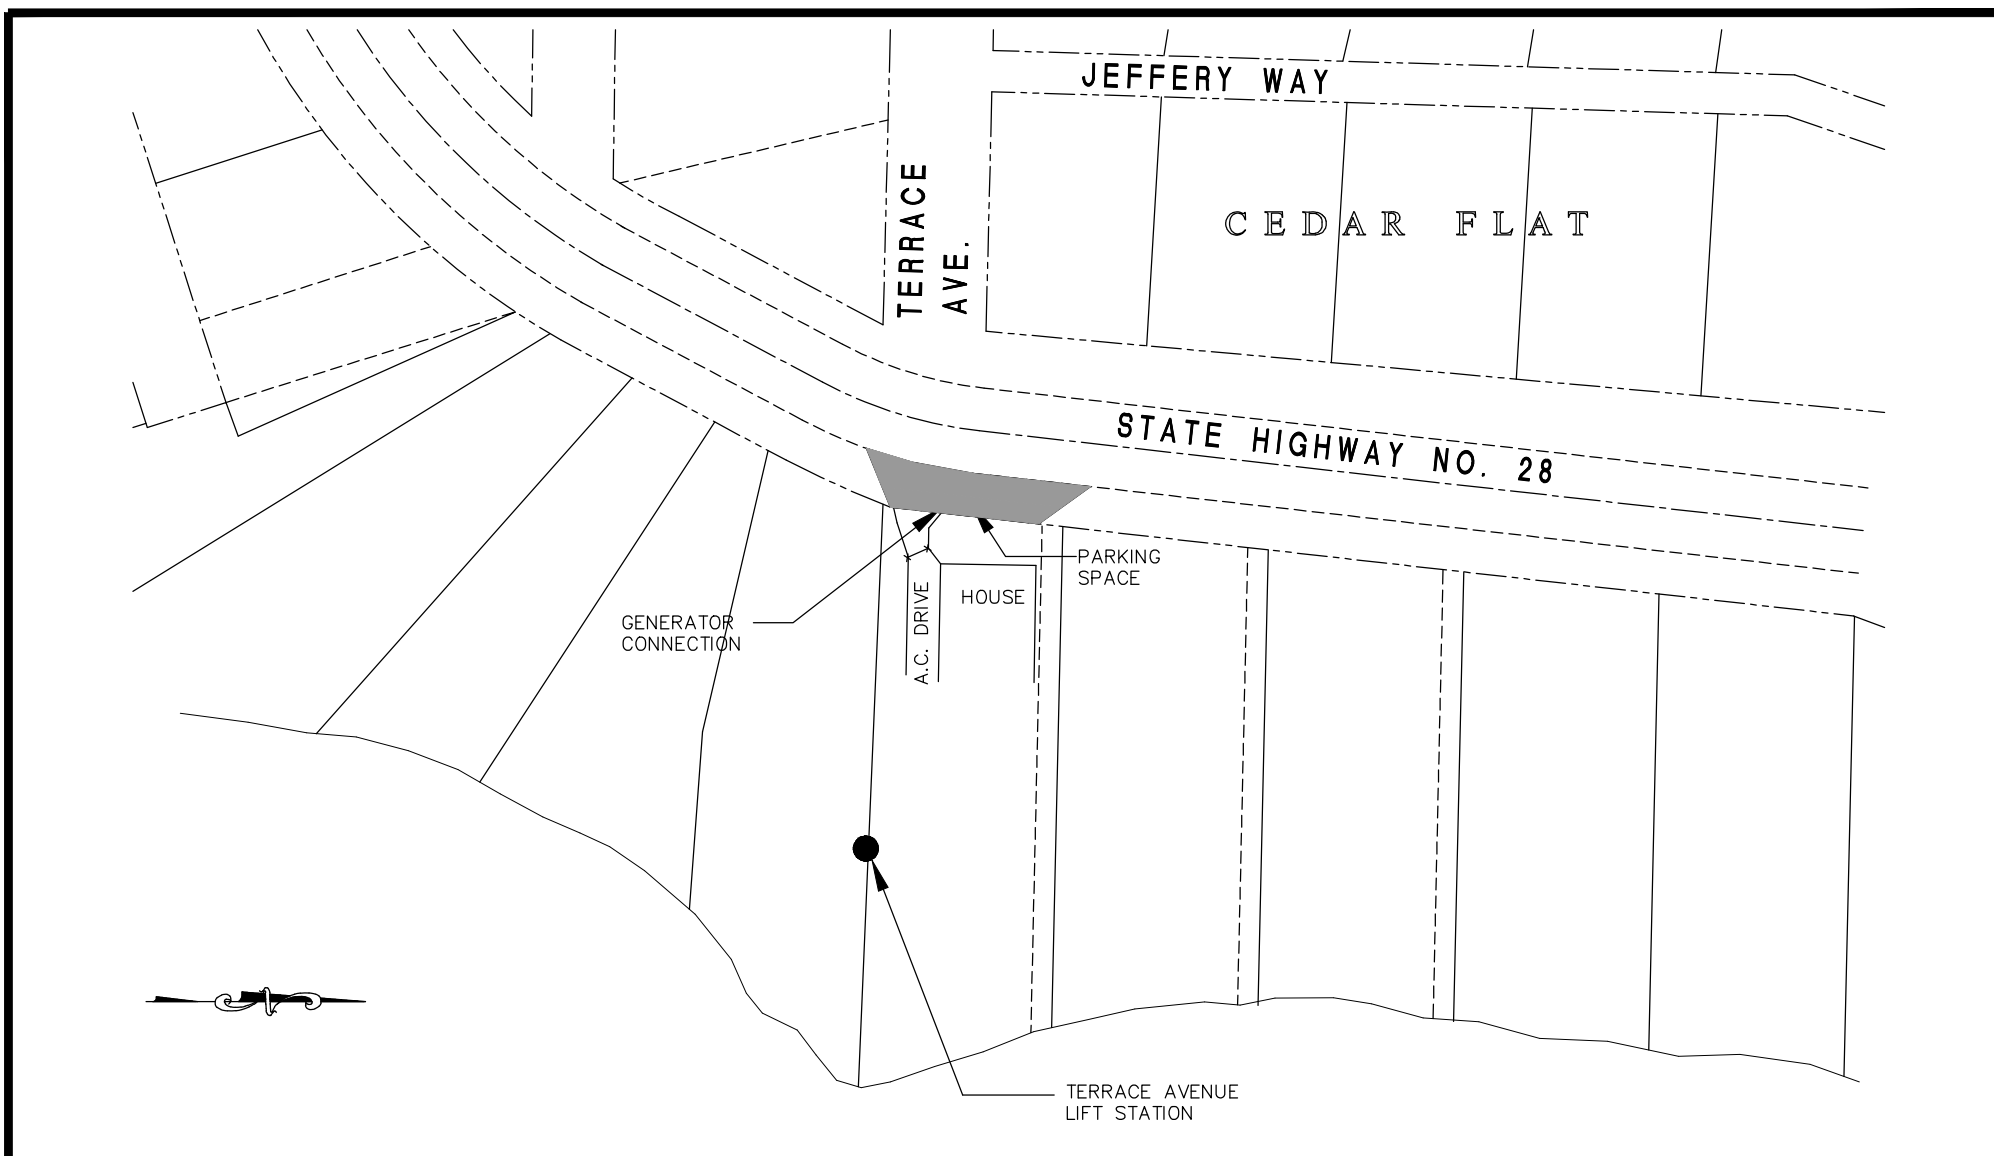 JEFFERY WAY
TERRACE
AVE.
CEDAR FLAT
STATE HIGHWAY NO. 28
PARKING
SPACE
HOUSE
A.C. DRIVE
GENERATOR
CONNECTION
TERRACE AVENUE
LIFT STATION